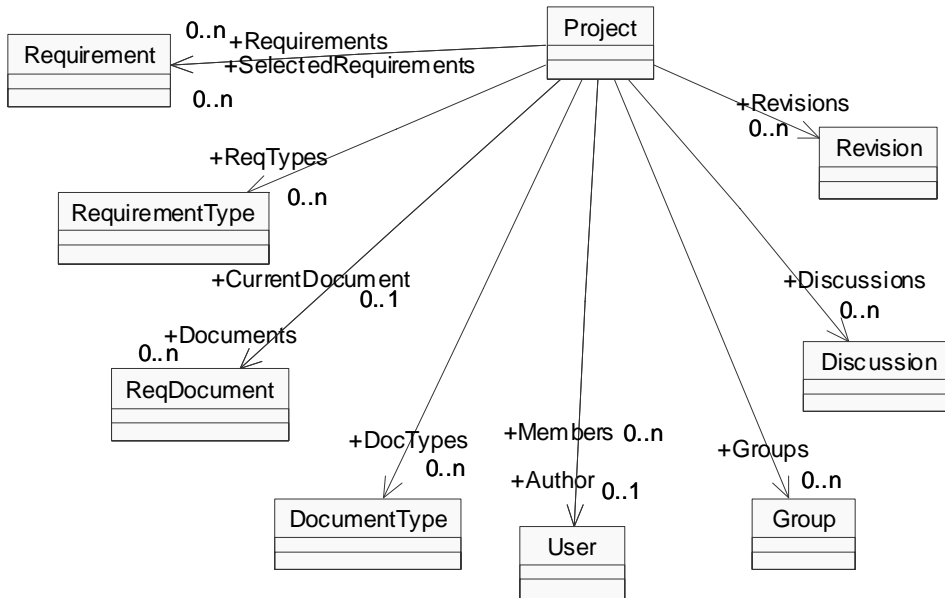 Project
0..n
+Requirements
Requirement
+SelectedRequirements
0..n
+Revisions
0..n
Revision
+ReqTypes
0..n
RequirementType
+CurrentDocument
0..1
+Discussions
0..n
+Documents
0..n
Discussion
ReqDocument
+DocTypes
0..n
+Members 0..n
+Groups
0..n
+Author 0..1
DocumentType
User
Group